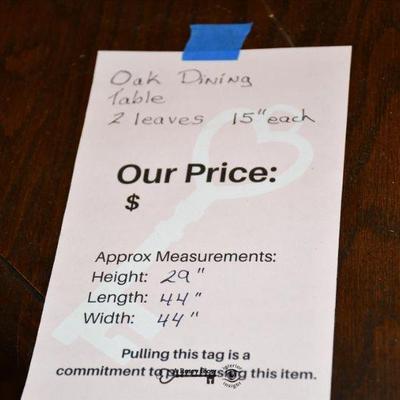 Oak Dining
Table
2 leaves 15" each
Our Price:
$
Approx Measurements:
Height: 29"
Length: 44"
Width: 44"
Pulling this tag is a
commitment to purchasing this item.